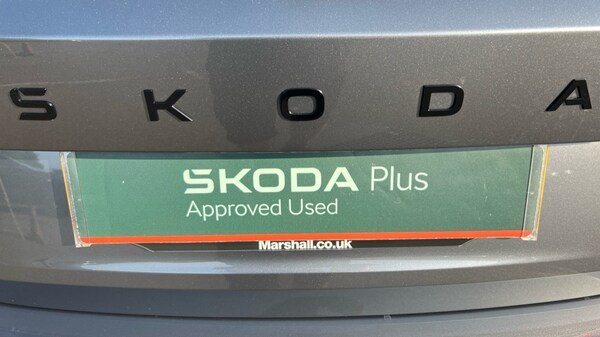 SKODA
SKODA Plus
Approved Used
Marshall.co.uk